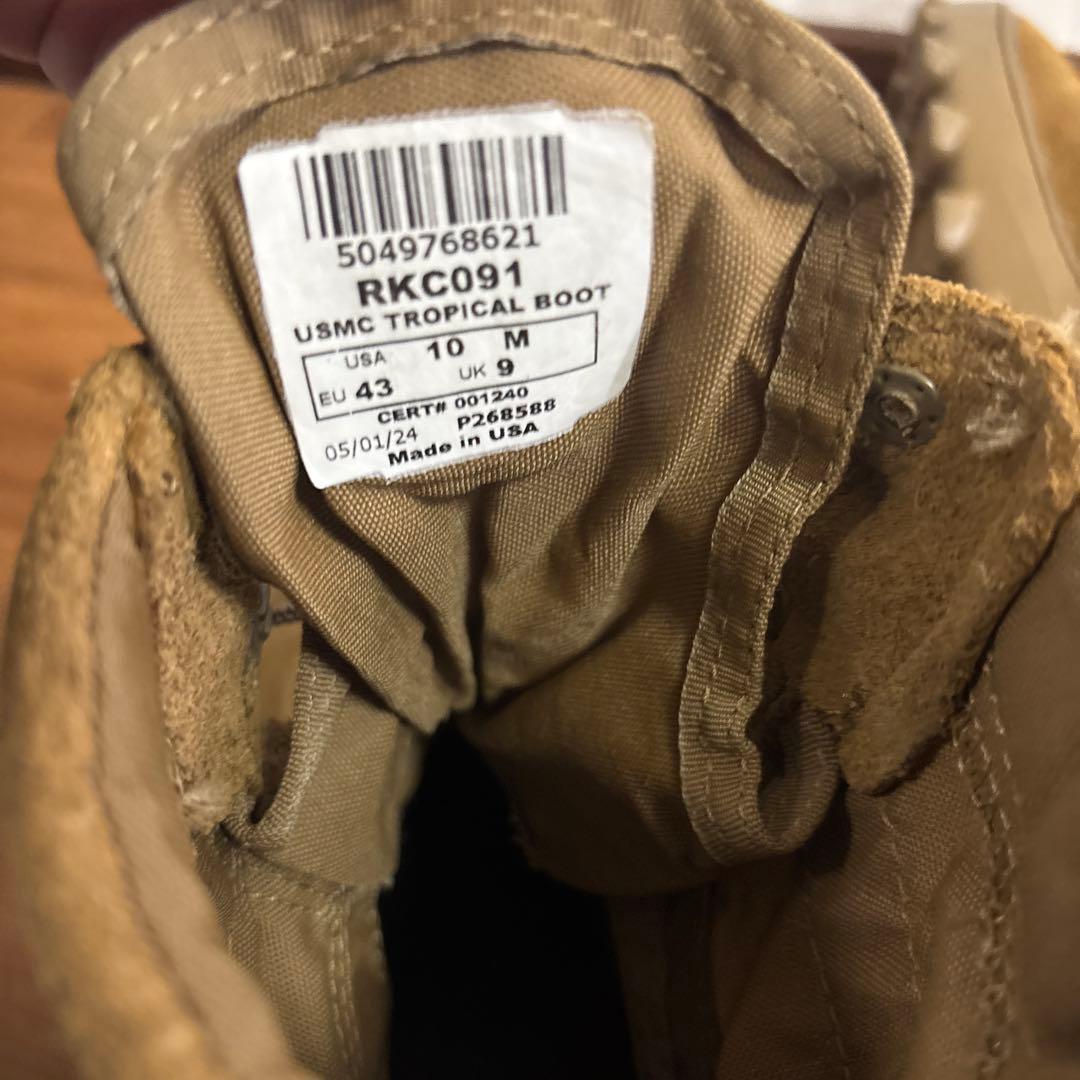 5049768621
RKC091
USMC TROPICAL BOOT
USA 10 M
EU 43 UK 9
CERT# 001240
05/01/24 P268588
Made in USA